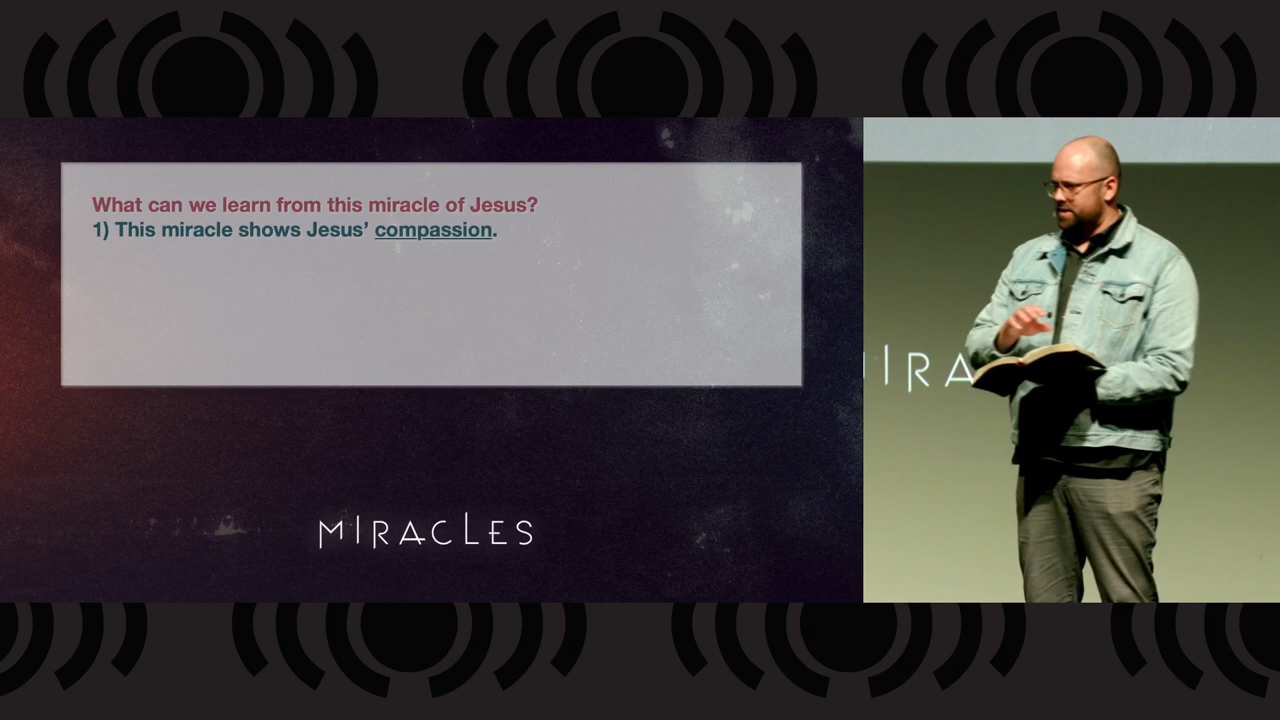 What can we learn from this miracle of Jesus?
1) This miracle shows Jesus’ compassion.
MIRACLES
IRA